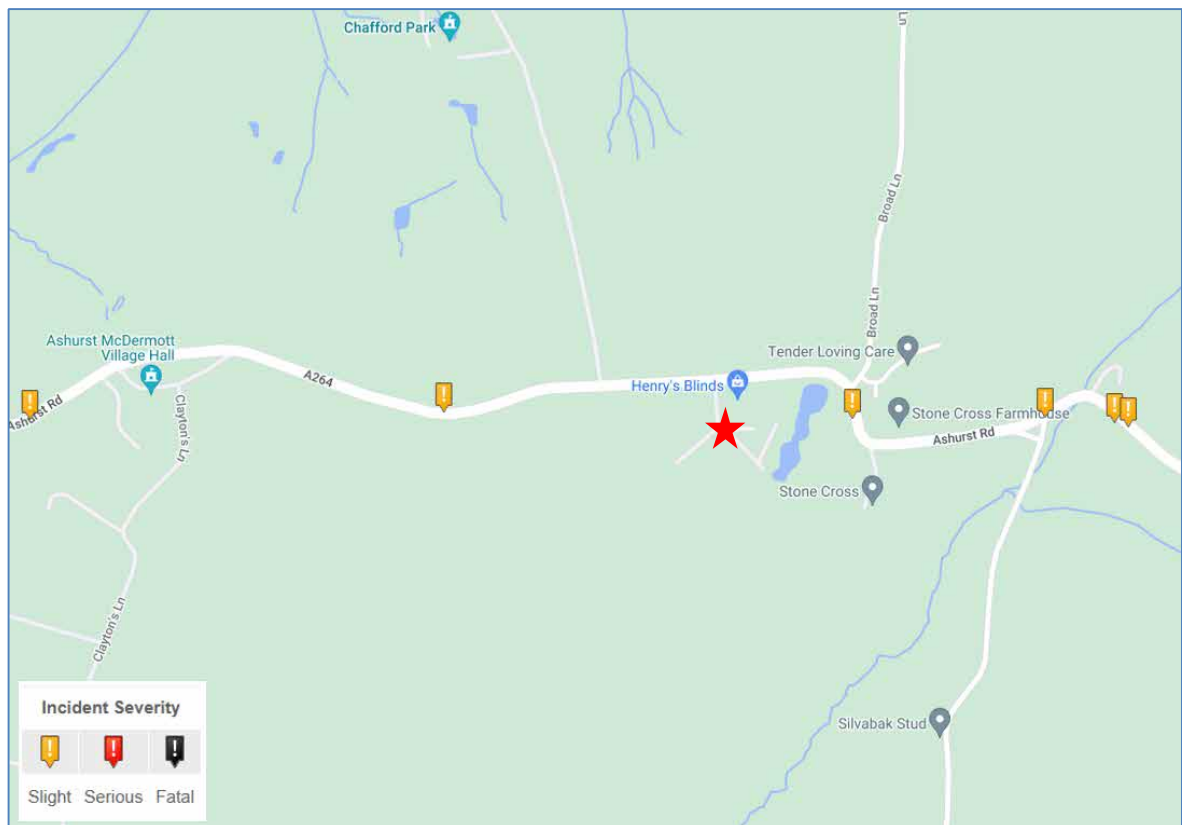 Chafford Park
Ln
Broad Ln
Broad Ln
Ashurst McDermott
Village Hall
Tender Loving Care
A264
Henry's Blinds
Ashurst Rd
Clayton's Ln
Stone Cross Farmhouse
Ashurst Rd
Stone Cross
Clayton's Ln
Silvabak Stud
Incident Severity
Slight Serious Fatal